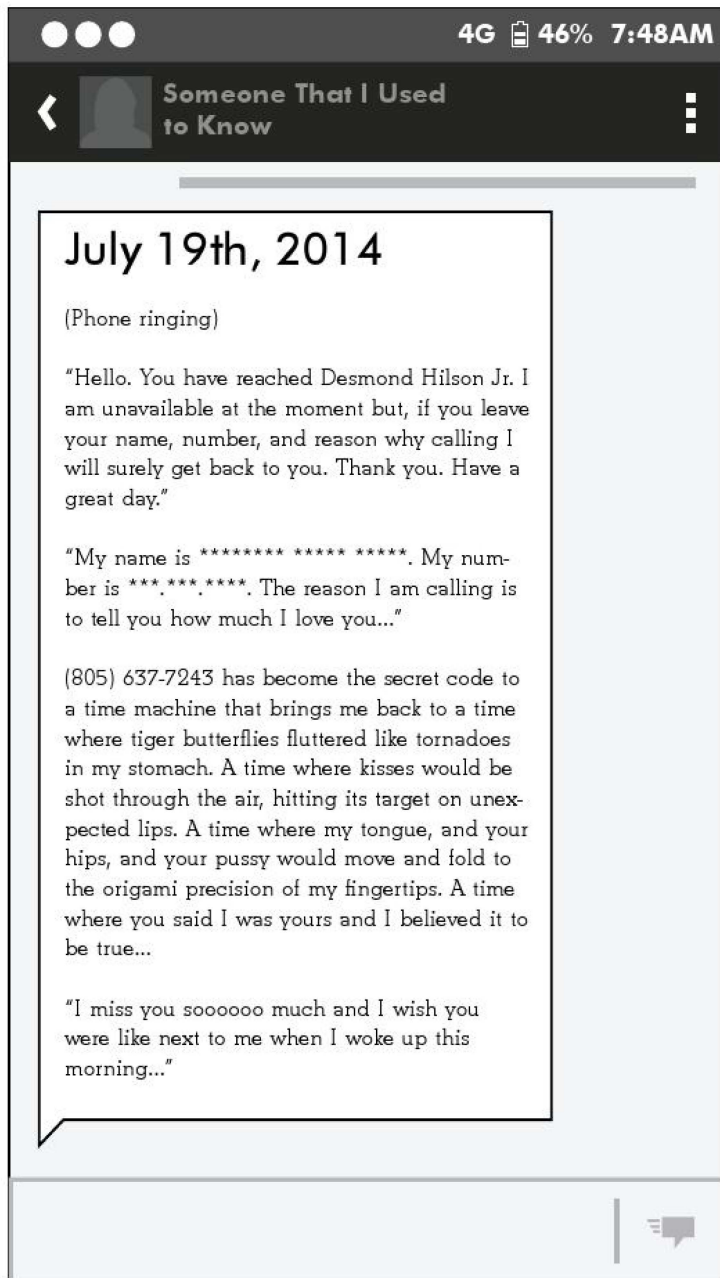 4G 46% 7:48AM
Someone That I Used
to Know
July 19th, 2014
(Phone ringing)
“Hello. You have reached Desmond Hilson Jr. I
am unavailable at the moment but, if you leave
your name, number, and reason why calling I
will surely get back to you. Thank you. Have a
great day.”
“My name is ******** ***** *****. My num-
ber is ***.***.****. The reason I am calling is
to tell you how much I love you...”
(805) 637-7243 has become the secret code to
a time machine that brings me back to a time
where tiger butterflies fluttered like tornadoes
in my stomach. A time where kisses would be
shot through the air, hitting its target on unex-
pected lips. A time where my tongue, and your
hips, and your pussy would move and fold to
the origami precision of my fingertips. A time
where you said I was yours and I believed it to
be true...
“I miss you soooooo much and I wish you
were like next to me when I woke up this
morning...”